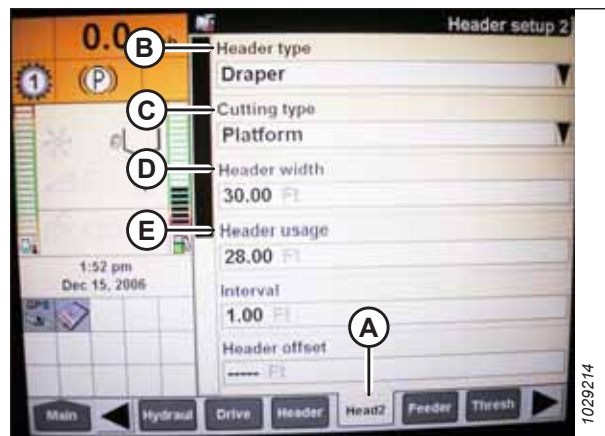 Header setup 2
0.0
B
Header type
Draper
1
(P)
C
Cutting type
Platform
D
Header width
30.00 Ft
E
Header usage
28.00 Ft
1:52 pm
Dec 15, 2006
Interval
1.00 Ft
GPS
A
Header offset
----- Ft
Main
Hydraul
Drive
Header
Head2
Feeder
Thresh
1029214